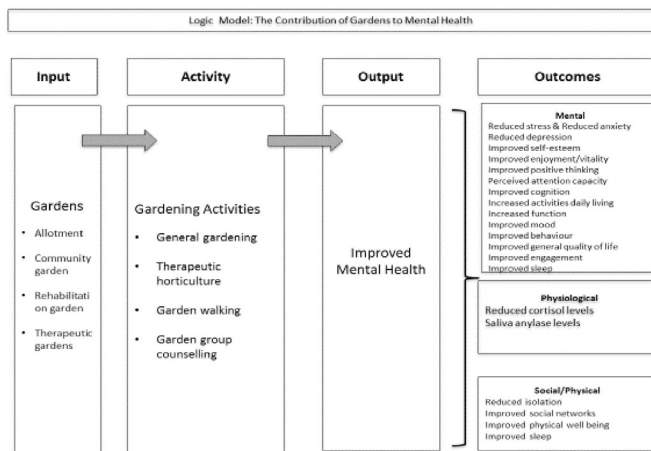 Logic Model: The Contribution of Gardens to Mental Health
Input
Activity
Output
Outcomes
Gardens
• Allotment
• Community
garden
• Rehabilitati
on garden
• Therapeutic
gardens
Gardening Activities
• General gardening
• Therapeutic
horticulture
• Garden walking
• Garden group
counselling
Improved
Mental Health
Mental
Reduced stress & Reduced anxiety
Reduced depression
Improved self-esteem
Improved enjoyment/vitality
Improved positive thinking
Perceived attention capacity
Improved cognition
Increased activities daily living
Increased function
Improved mood
Improved behaviour
Improved general quality of life
Improved engagement
Improved sleep
Physiological
Reduced cortisol levels
Saliva anylase levels
Social/Physical
Reduced isolation
Improved social networks
Improved physical well being
Improved sleep